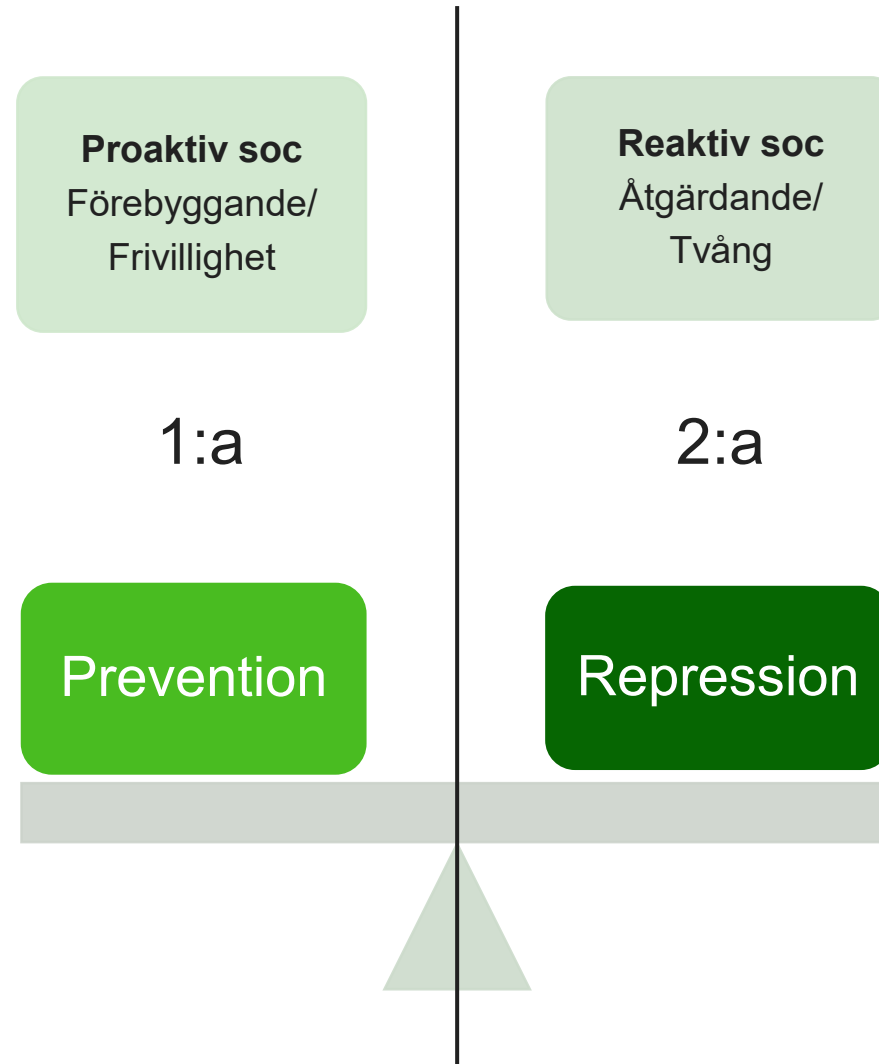 Proaktiv soc
Förebyggande/
Frivillighet
1:a
Prevention
Reaktiv soc
Åtgärdande/
Tvång
2:a
Repression